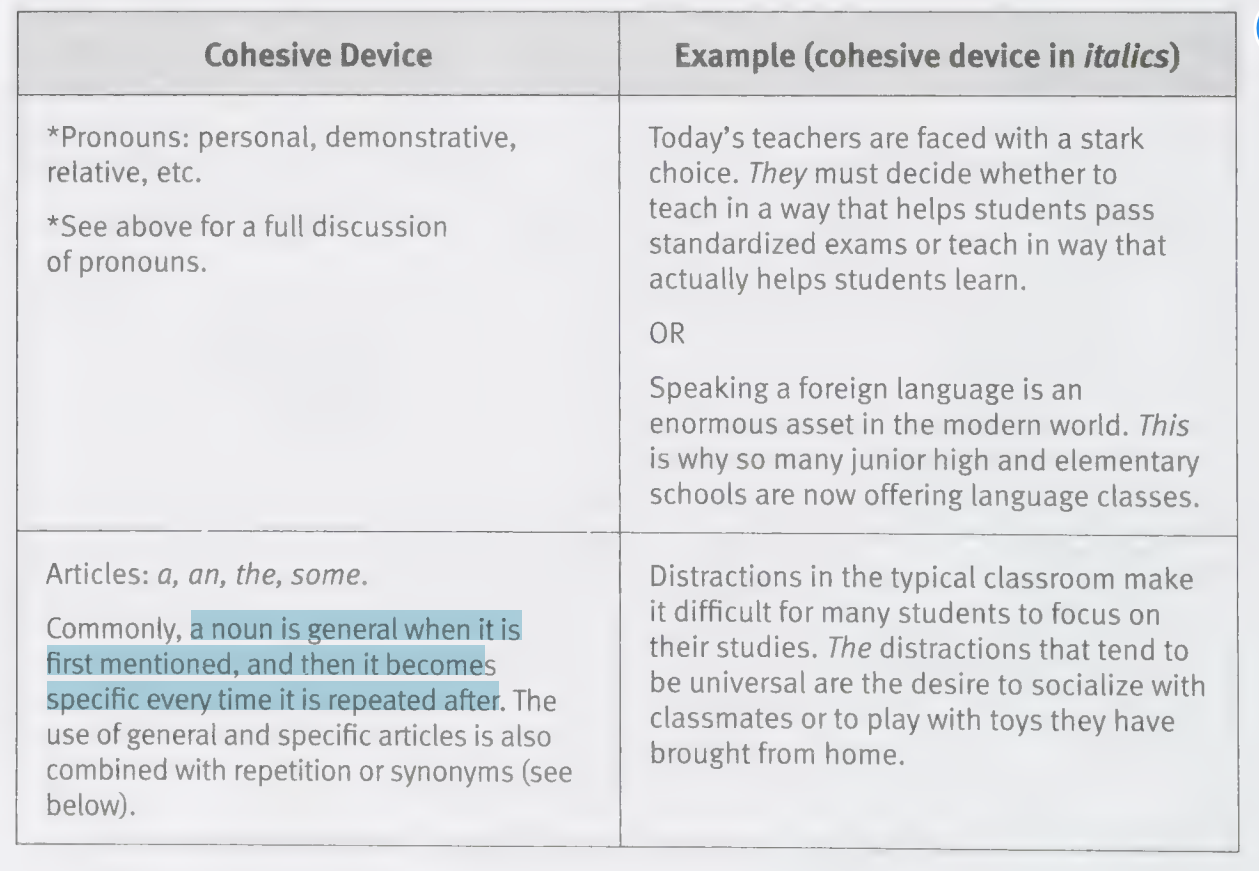 Cohesive Device
Example (cohesive device in italics)
*Pronouns: personal, demonstrative,
relative, etc.
*See above for a full discussion
of pronouns.
Today's teachers are faced with a stark
choice. They must decide whether to
teach in a way that helps students pass
standardized exams or teach in way that
actually helps students learn.
OR
Speaking a foreign language is an
enormous asset in the modern world. This
is why so many junior high and elementary
schools are now offering language classes.
Articles: a, an, the, some.
Commonly, a noun is general when it is
first mentioned, and then it becomes
specific every time it is repeated after. The
use of general and specific articles is also
combined with repetition or synonyms (see
below).
Distractions in the typical classroom make
it difficult for many students to focus on
their studies. The distractions that tend to
be universal are the desire to socialize with
classmates or to play with toys they have
brought from home.